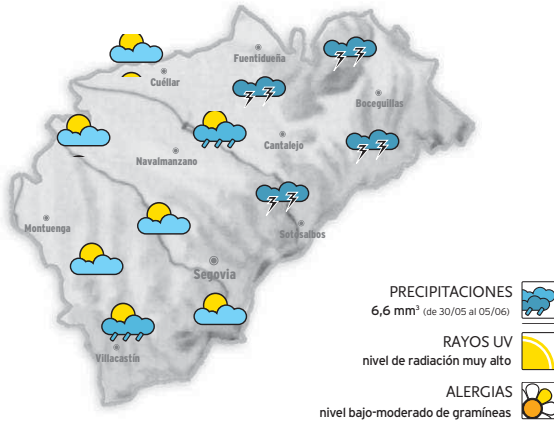 Fuentidueña
Cuéllar
Boceguillas
Cantalejo
Navalmanzano
Montuenga
Sotosalbos
Segovia
Villacastín
PRECIPITACIONES
6,6 mm³ (de 30/05 al 05/06)
RAYOS UV
nivel de radiación muy alto
ALERGIAS
nivel bajo-moderado de gramíneas